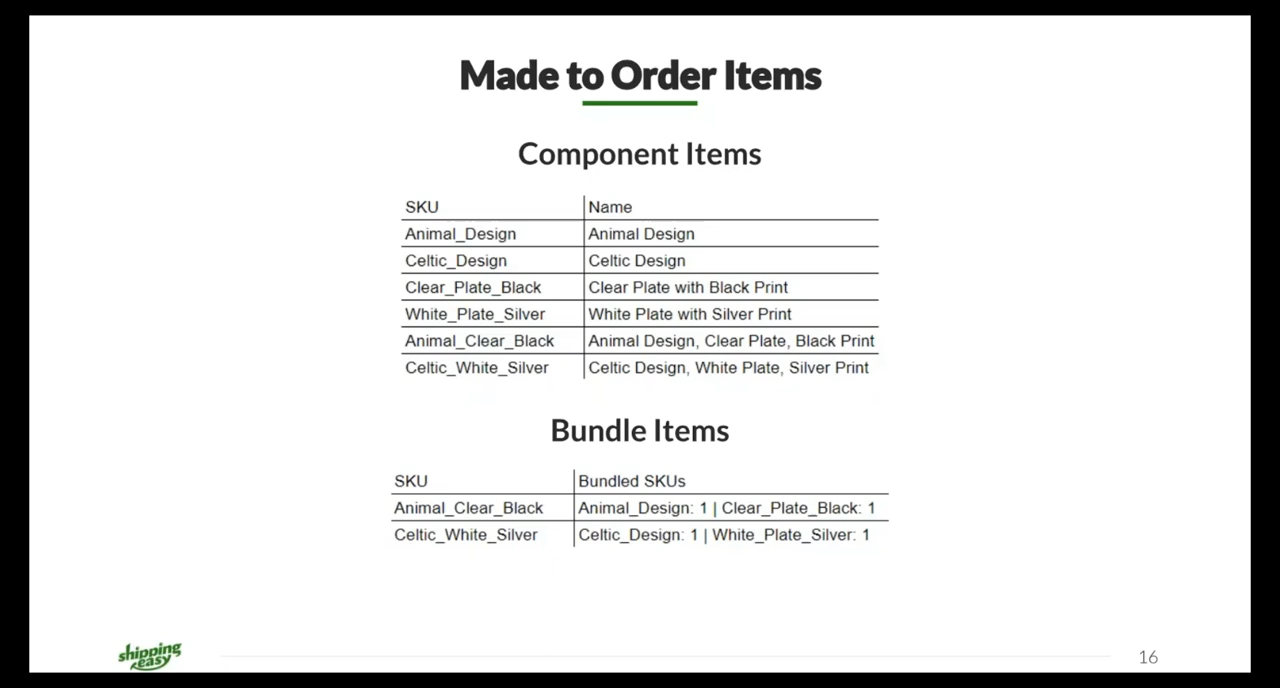 Made to Order Items
Component Items
SKU Name
Animal_Design Animal Design
Celtic_Design Celtic Design
Clear_Plate_Black Clear Plate with Black Print
White_Plate_Silver White Plate with Silver Print
Animal_Clear_Black Animal Design, Clear Plate, Black Print
Celtic_White_Silver Celtic Design, White Plate, Silver Print
Bundle Items
SKU Bundled SKUs
Animal_Clear_Black Animal_Design: 1 | Clear_Plate_Black: 1
Celtic_White_Silver Celtic_Design: 1 | White_Plate_Silver: 1
shipping
easy
16